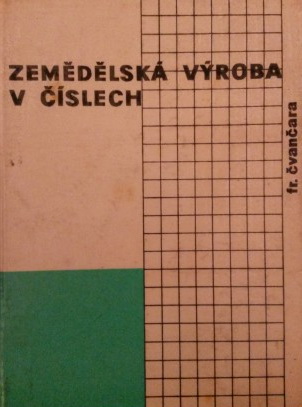 ZEMĚDĚLSKÁ VÝROBA
V ČÍSLECH
fr. čvančara